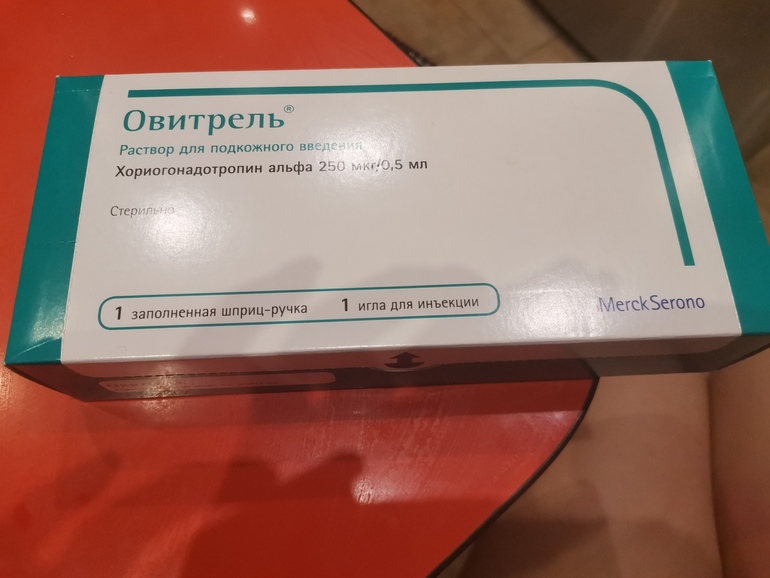 Овитрель®
Раствор для подкожного введения
Хориогонадотропин альфа 250 мкг/0,5 мл
Стерильно
1 заполненная шприц-ручка 1 игла для инъекции
MerckSerono